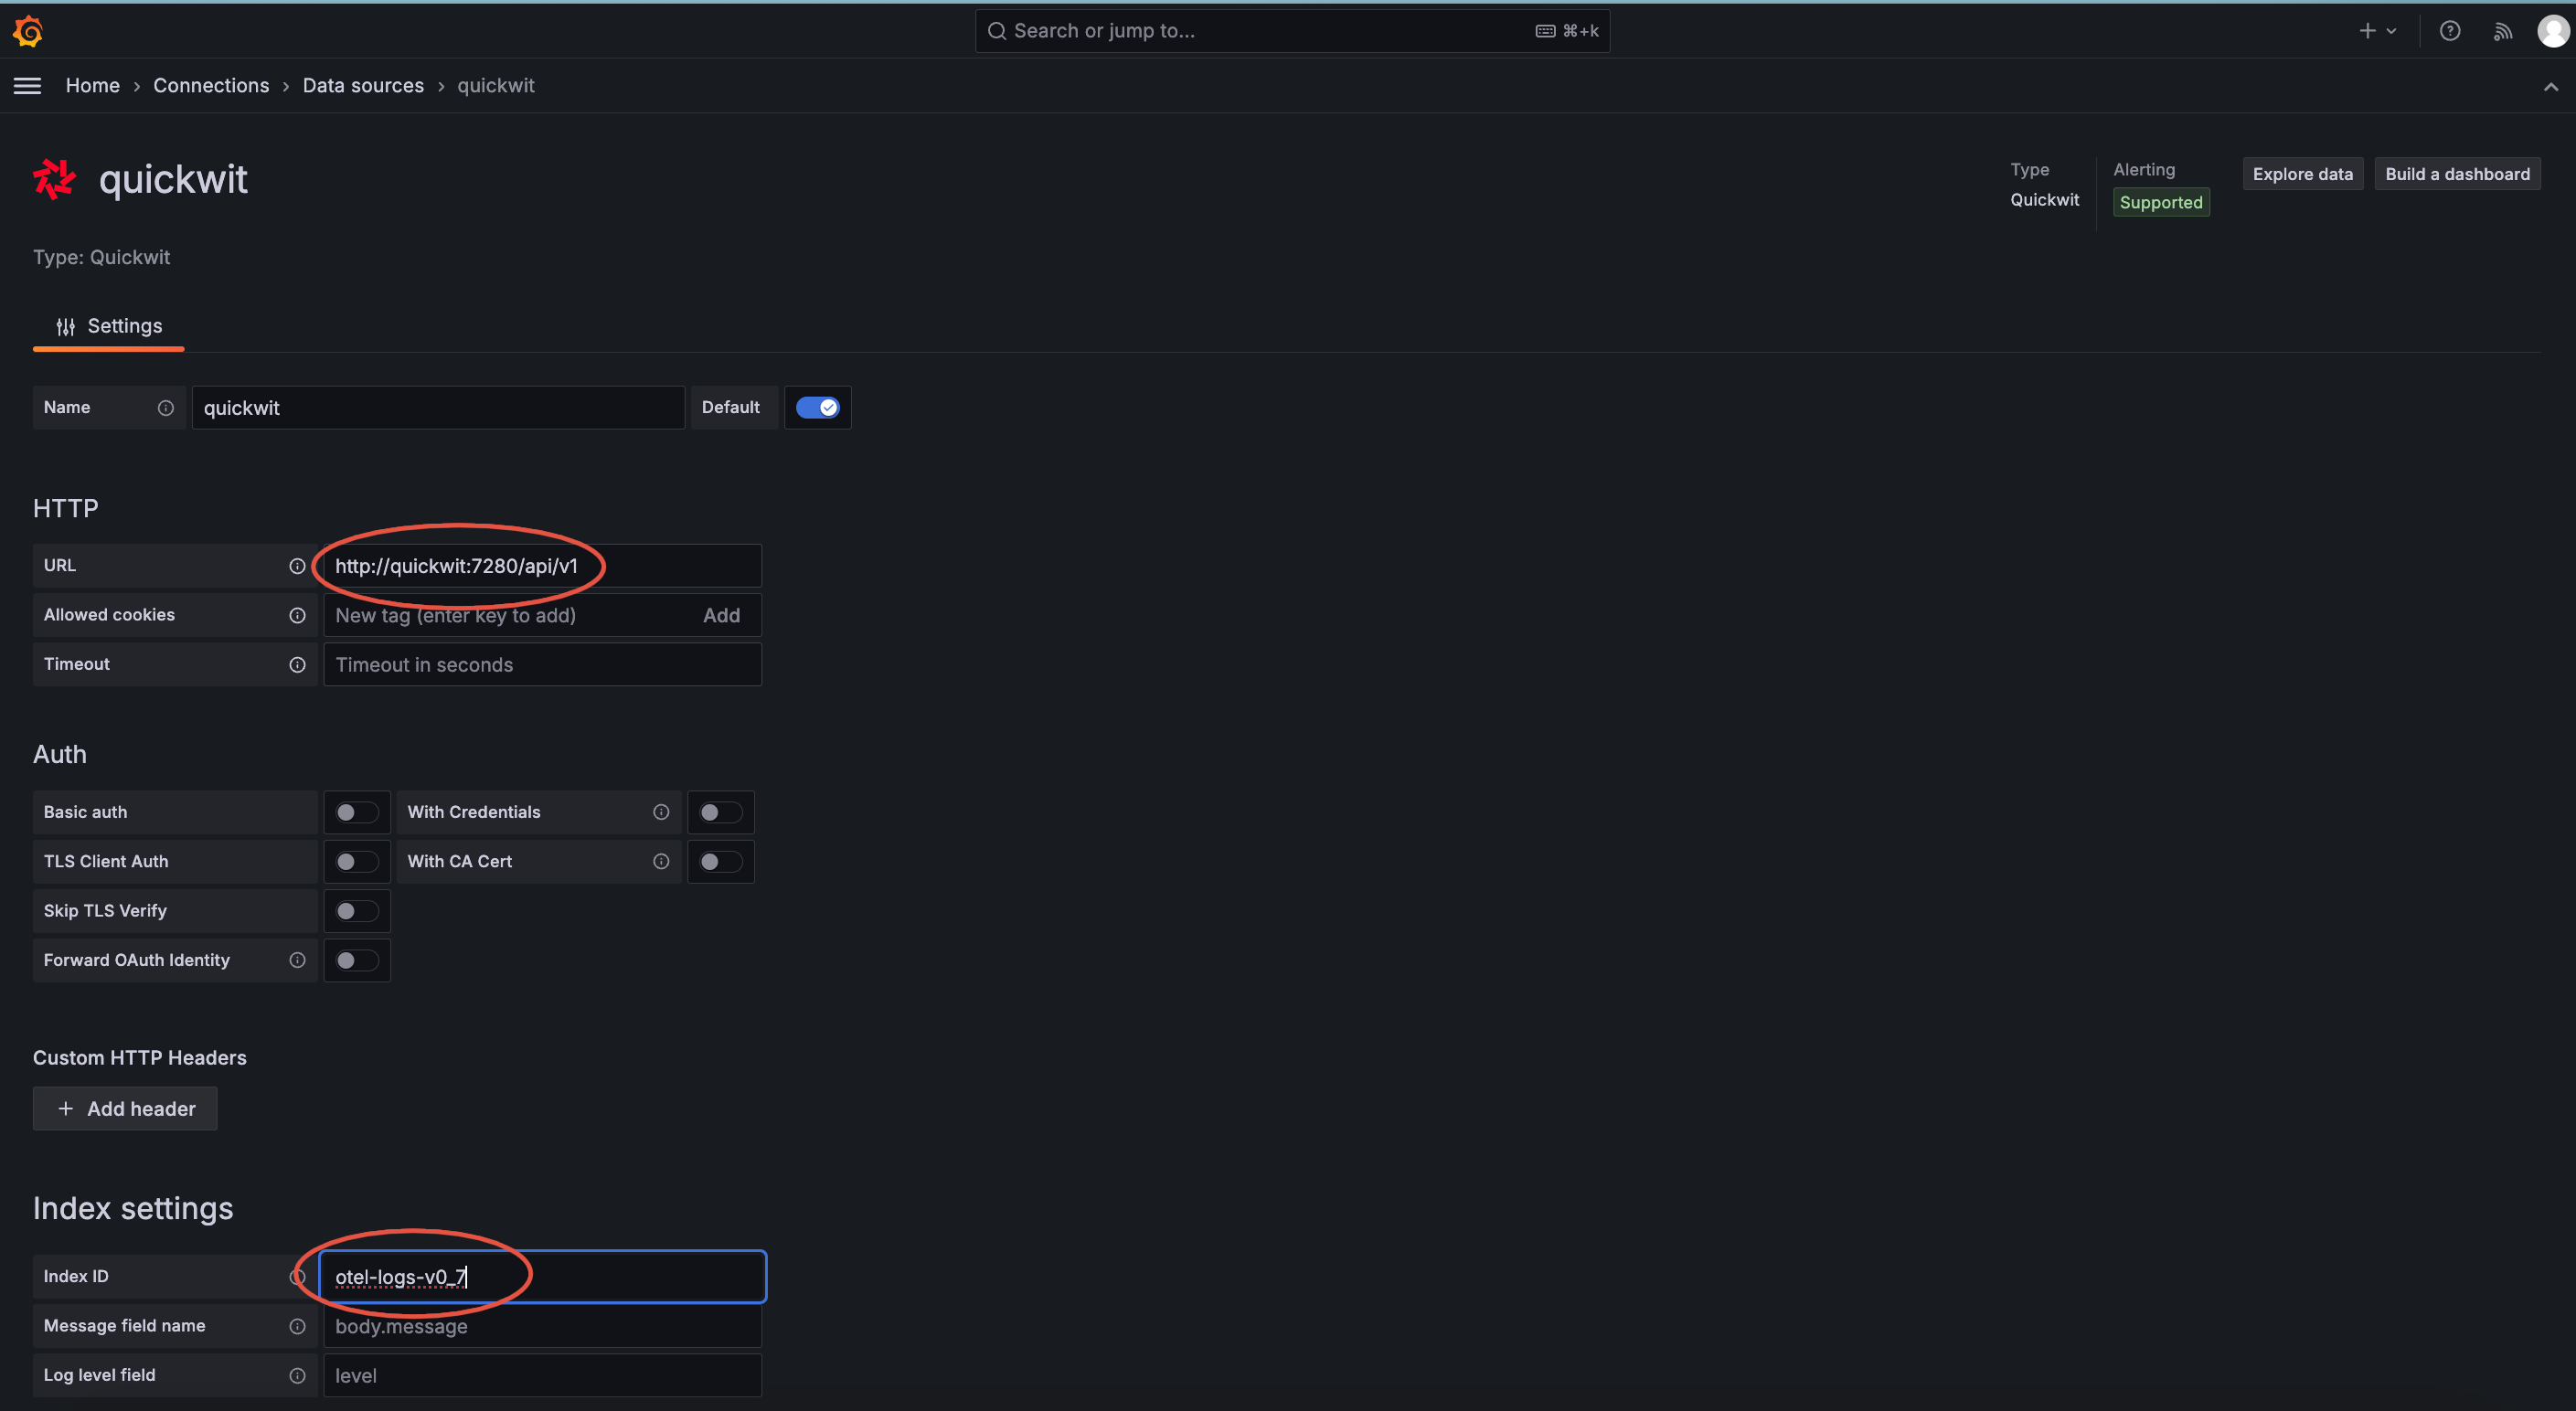 Search or jump to... ⌘+k
Home › Connections › Data sources › quickwit
quickwit
Type
Quickwit
Alerting
Supported
Explore data
Build a dashboard
Type: Quickwit
Settings
Name quickwit Default
HTTP
URL http://quickwit:7280/api/v1
Allowed cookies New tag (enter key to add) Add
Timeout Timeout in seconds
Auth
Basic auth With Credentials
TLS Client Auth With CA Cert
Skip TLS Verify
Forward OAuth Identity
Custom HTTP Headers
+ Add header
Index settings
Index ID otel-logs-v0_7
Message field name body.message
Log level field level